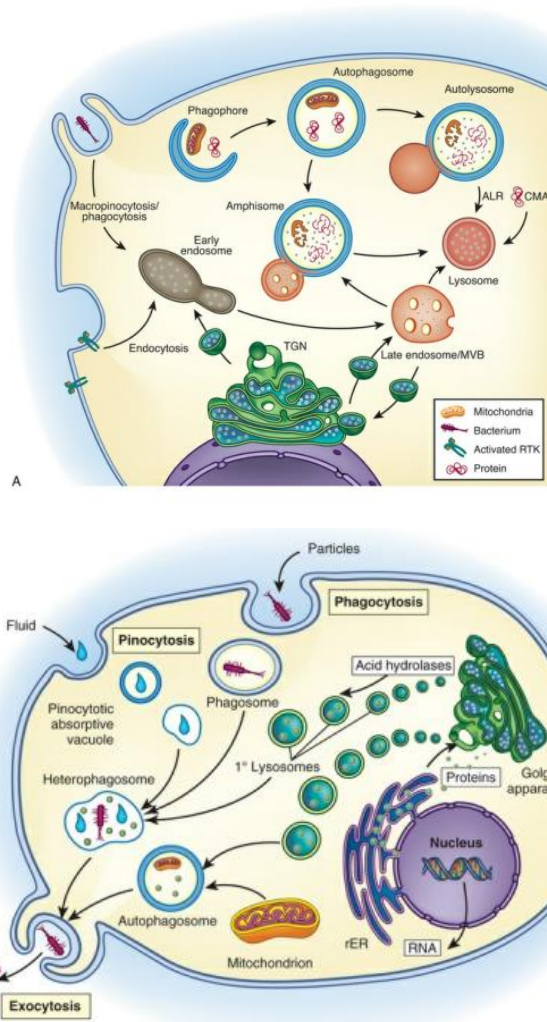 Autophagosome
Autolysosome
Phagophore
Macropinocytosis/
phagocytosis
Amphisome
ALR
CMA
Early
endosome
Lysosome
Endocytosis
TGN
Late endosome/MVB
Mitochondria
Bacterium
Activated RTK
Protein
A
Particles
Fluid
Phagocytosis
Pinocytosis
Acid hydrolases
Pinocytotic
absorptive
vacuole
Phagosome
1° Lysosomes
Heterophagosome
Proteins
Golg
appara
Nucleus
Autophagosome
Mitochondrion
rER
RNA
Exocytosis